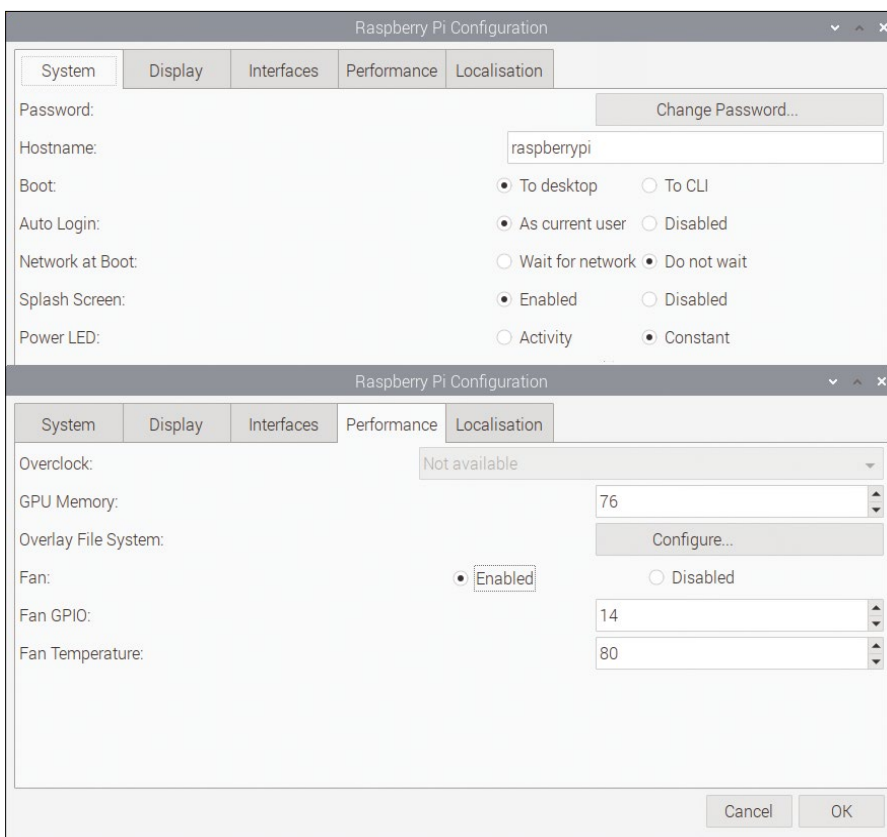 Raspberry Pi Configuration
System Display Interfaces Performance Localisation
Password: Change Password...
Hostname: raspberrypi
Boot: To desktop To CLI
Auto Login: As current user Disabled
Network at Boot: Wait for network Do not wait
Splash Screen: Enabled Disabled
Power LED: Activity Constant
Raspberry Pi Configuration
System Display Interfaces Performance Localisation
Overclock: Not available
GPU Memory: 76
Overlay File System: Configure...
Fan: Enabled Disabled
Fan GPIO: 14
Fan Temperature: 80
Cancel OK